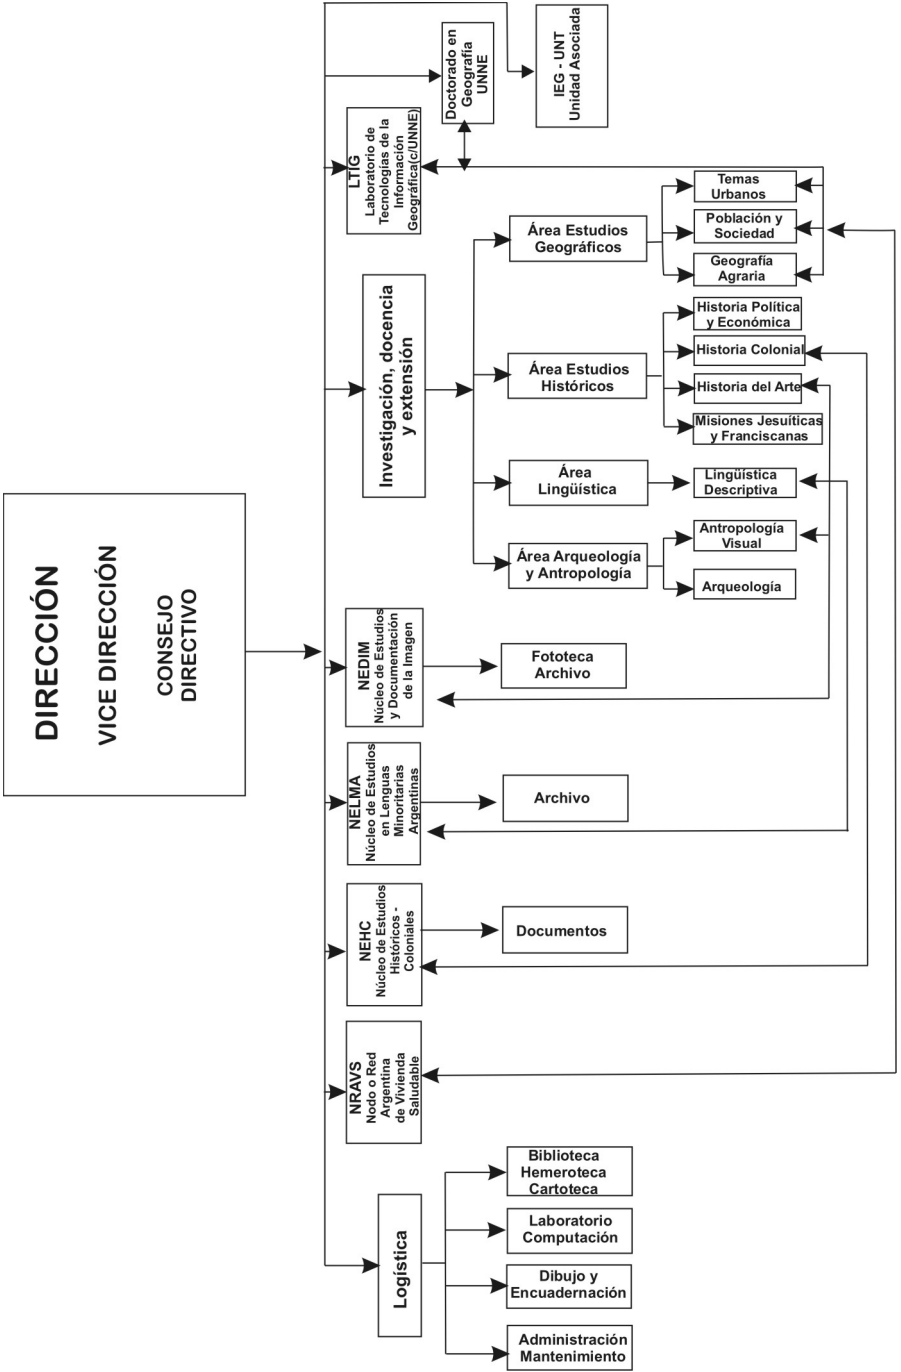 DIRECCIÓN
VICE DIRECCIÓN
CONSEJO
DIRECTIVO
Logística
Biblioteca
Hemeroteca
Cartoteca
Laboratorio
Computación
Dibujo y
Encuadernación
Administración
Mantenimiento
NRAVS
Nodo o Red
Argentina
de Vivienda
Saludable
NEHC
Núcleo de Estudios
Históricos -
Coloniales
Documentos
NELMA
Núcleo de Estudios
en Lenguas
Minoritarias
Argentinas
Archivo
NEDIM
Núcleo de Estudios
y Documentación
de la Imagen
Fototeca
Archivo
Investigación, docencia
y extensión
Área Estudios
Geográficos
Temas
Urbanos
Población y
Sociedad
Geografía
Agraria
Área Estudios
Históricos
Historia Política
y Económica
Historia Colonial
Historia del Arte
Misiones Jesuíticas
y Franciscanas
Área
Lingüística
Lingüística
Descriptiva
Área Arqueología
y Antropología
Antropología
Visual
Arqueología
LTIG
Laboratorio de
Tecnologías de la
Información
Geográfica(c/UNNE)
Doctorado en
Geografía
UNNE
IEG - UNT
Unidad Asociada